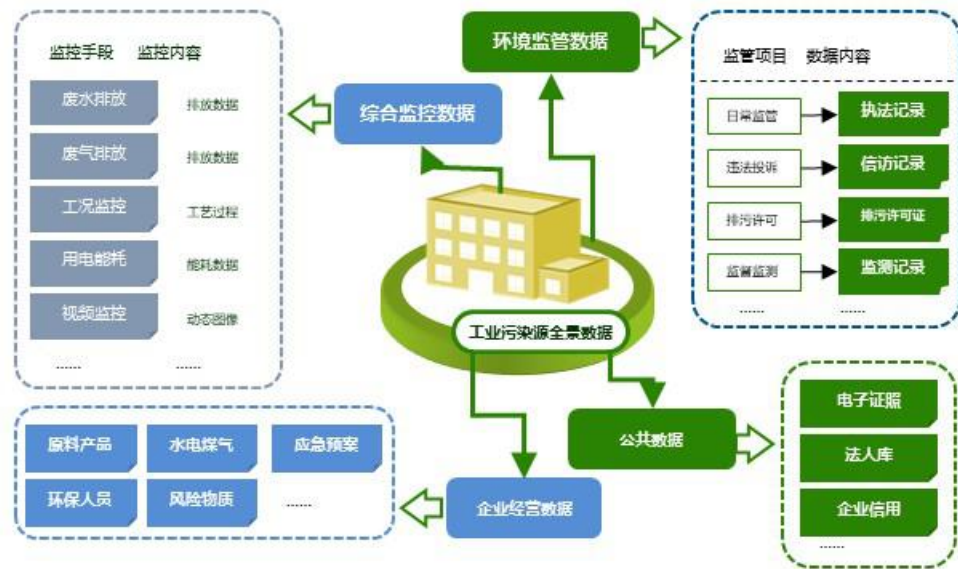 监控手段 监控内容
废水排放 排放数据
废气排放 排放数据
工况监控 工艺过程
用电能耗 能耗数据
视频监控 动态图像
...... ......
综合监控数据
环境监管数据
监管项目 数据内容
日常监管 执法记录
违法投诉 信访记录
排污许可 排污许可证
监督监测 监测记录
...... ......
工业污染源全景数据
原料产品 水电煤气 应急预案
环保人员 风险物质 ......
企业经营数据
公共数据
电子证照
法人库
企业信用
......